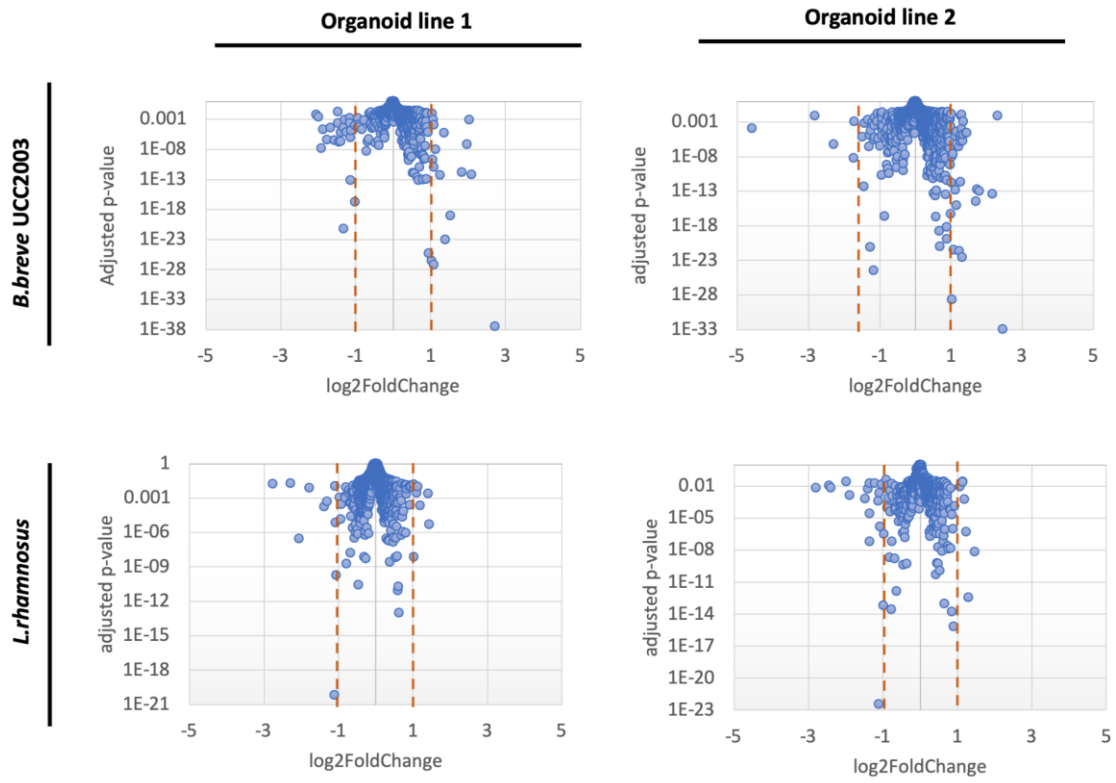 Organoid line 1
Organoid line 2
B.breve UCC2003
Adjusted p-value
0.001
1E-08
1E-13
1E-18
1E-23
1E-28
1E-33
1E-38
-5 -3 -1 1 3 5
log2FoldChange
adjusted p-value
0.001
1E-08
1E-13
1E-18
1E-23
1E-28
1E-33
-5 -3 -1 1 3 5
log2FoldChange
L.rhamnosus
adjusted p-value
1
0.001
1E-06
1E-09
1E-12
1E-15
1E-18
1E-21
-5 -3 -1 1 3 5
log2FoldChange
adjusted p-value
0.01
1E-05
1E-08
1E-11
1E-14
1E-17
1E-20
1E-23
-5 -3 -1 1 3 5
log2FoldChange